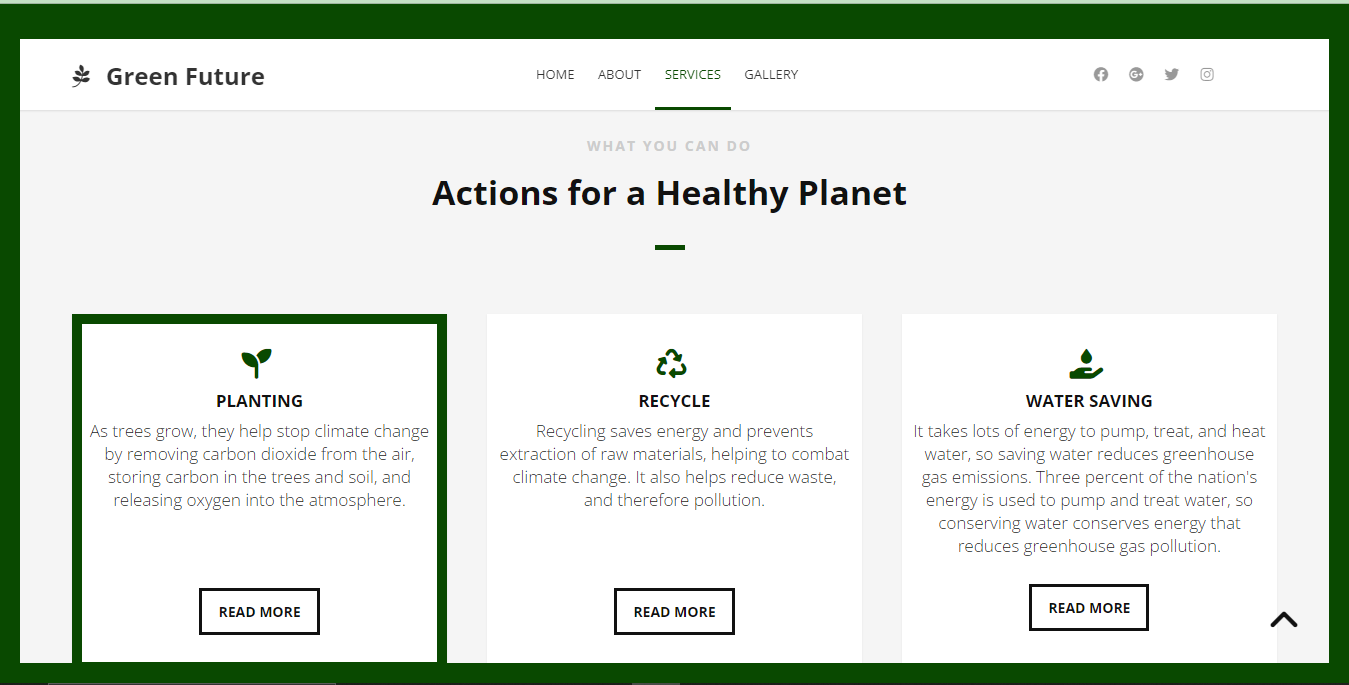 Green Future
HOME ABOUT SERVICES GALLERY
WHAT YOU CAN DO
Actions for a Healthy Planet
PLANTING
As trees grow, they help stop climate change
by removing carbon dioxide from the air,
storing carbon in the trees and soil, and
releasing oxygen into the atmosphere.
READ MORE
RECYCLE
Recycling saves energy and prevents
extraction of raw materials, helping to combat
climate change. It also helps reduce waste,
and therefore pollution.
READ MORE
WATER SAVING
It takes lots of energy to pump, treat, and heat
water, so saving water reduces greenhouse
gas emissions. Three percent of the nation's
energy is used to pump and treat water, so
conserving water conserves energy that
reduces greenhouse gas pollution.
READ MORE